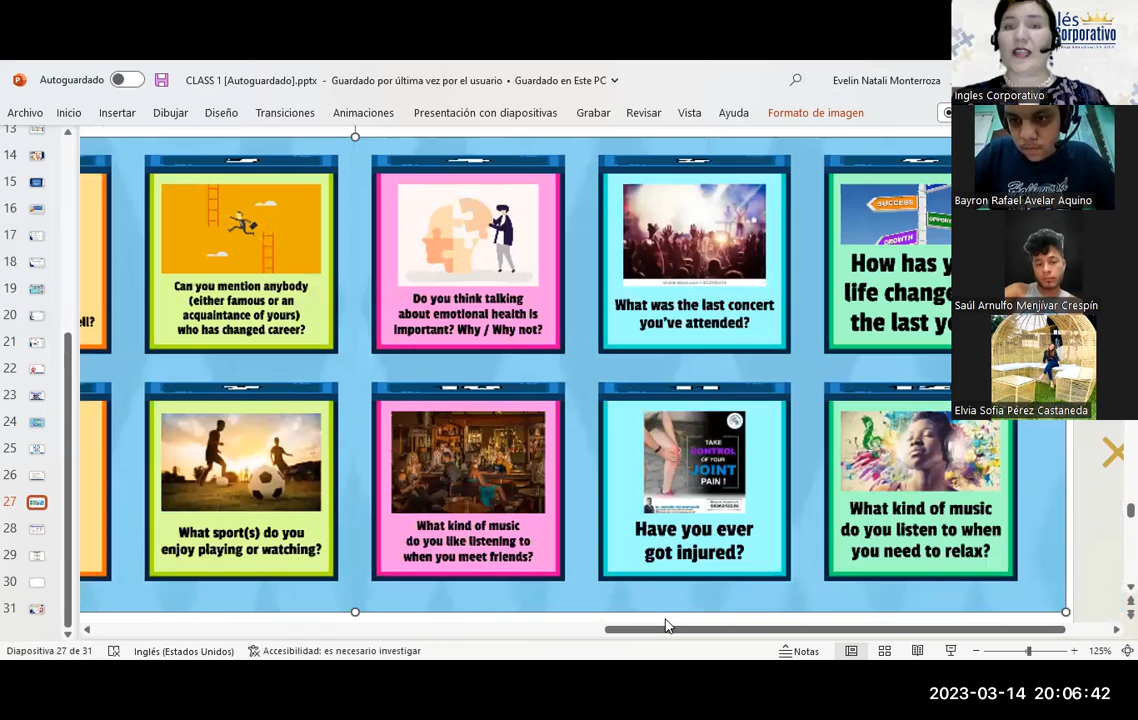 Autoguardado
CLASS 1 [Autoguardado].pptx - Guardado por última vez por el usuario • Guardado en Este PC
Evelin Natali Monterroza
lés
Corporativo
Archivo Inicio Insertar Dibujar Diseño Transiciones Animaciones Presentación con diapositivas Grabar Revisar Vista Ayuda Formato de imagen
Ingles Corporativo
Bayron Rafael Avelar Aquino
Saúl Arnulfo Menjívar Crespín
Elvia Sofia Pérez Castaneda
13
14
15
16
17
18
19
20
21
22
23
24
25
26
27
28
29
30
31
ell?
Can you mention anybody
(either famous or an
acquaintance of yours)
who has changed career?
Do you think talking
about emotional health is
important? Why / Why not?
What was the last concert
you've attended?
SUCCESS
OPPORT
GROWTH
How has y
life change
the last ye
What sport(s) do you
enjoy playing or watching?
What kind of music
do you like listening to
when you meet friends?
TAKE
CONTROL
OF YOUR
JOINT
PAIN !
Have you ever
got injured?
What kind of music
do you listen to when
you need to relax?
Diapositiva 27 de 31 Inglés (Estados Unidos) Accesibilidad: es necesario investigar Notas 125%
2023-03-14 20:06:42